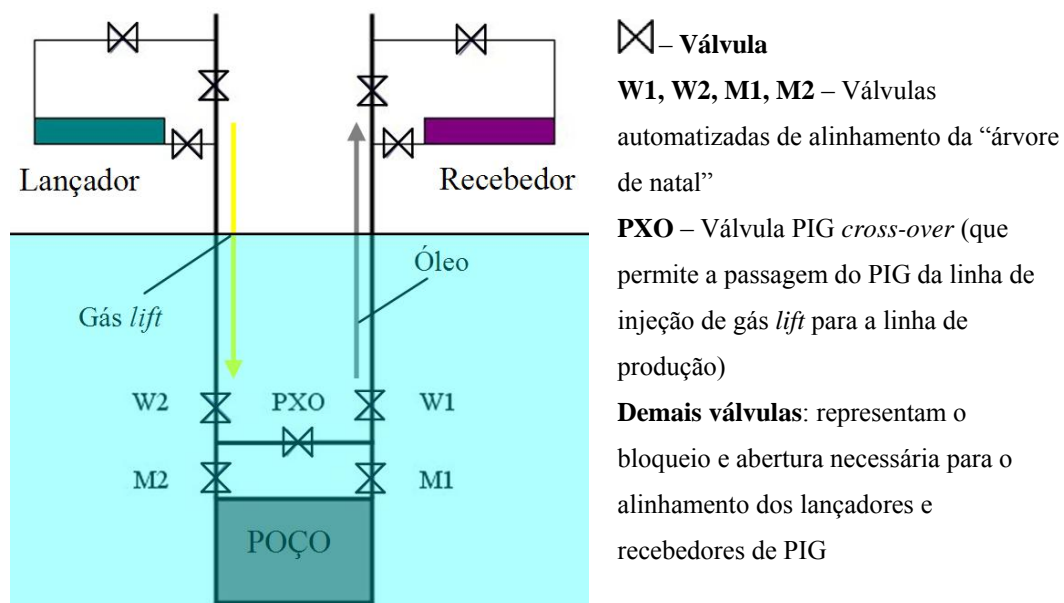 Lançador
Recebedor
Gás lift
Óleo
W2
PXO
W1
M2
M1
POÇO
– Válvula
W1, W2, M1, M2 – Válvulas
automatizadas de alinhamento da “árvore
de natal”
PXO – Válvula PIG cross-over (que
permite a passagem do PIG da linha de
injeção de gás lift para a linha de
produção)
Demais válvulas: representam o
bloqueio e abertura necessária para o
alinhamento dos lançadores e
recebedores de PIG